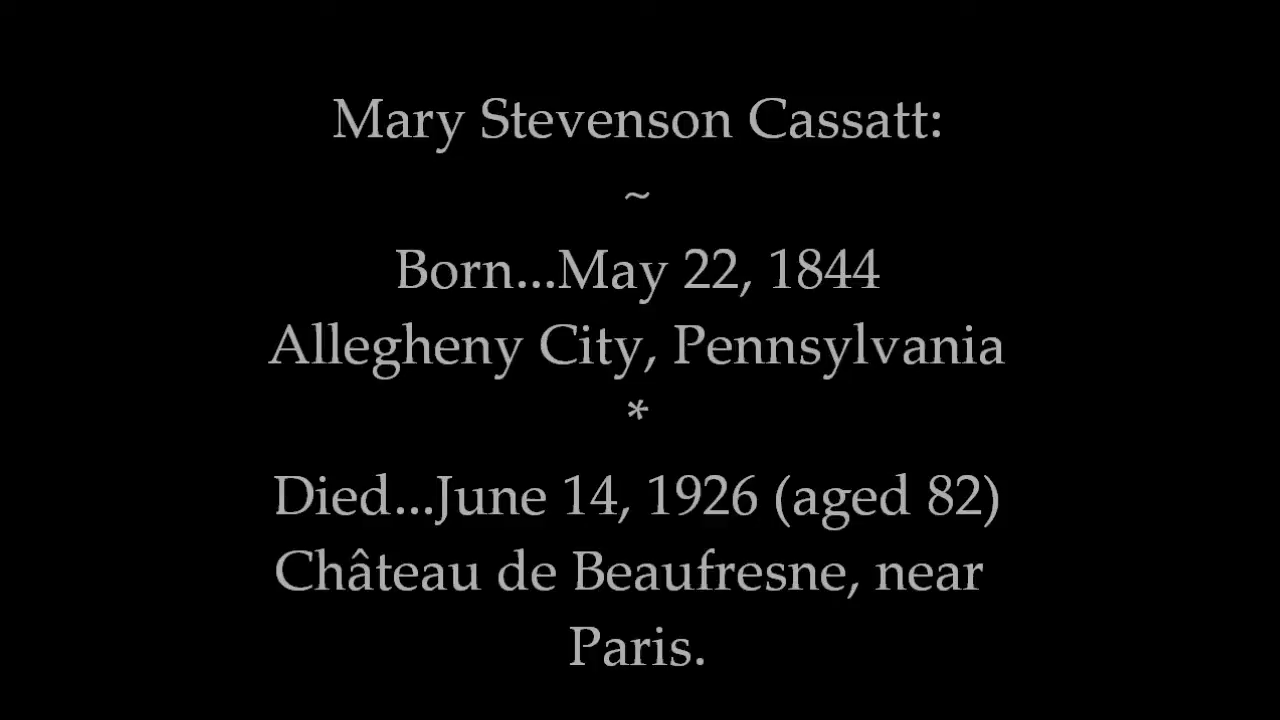 Mary Stevenson Cassatt:
~
Born...May 22, 1844
Allegheny City, Pennsylvania
*
Died...June 14, 1926 (aged 82)
Château de Beaufresne, near
Paris.